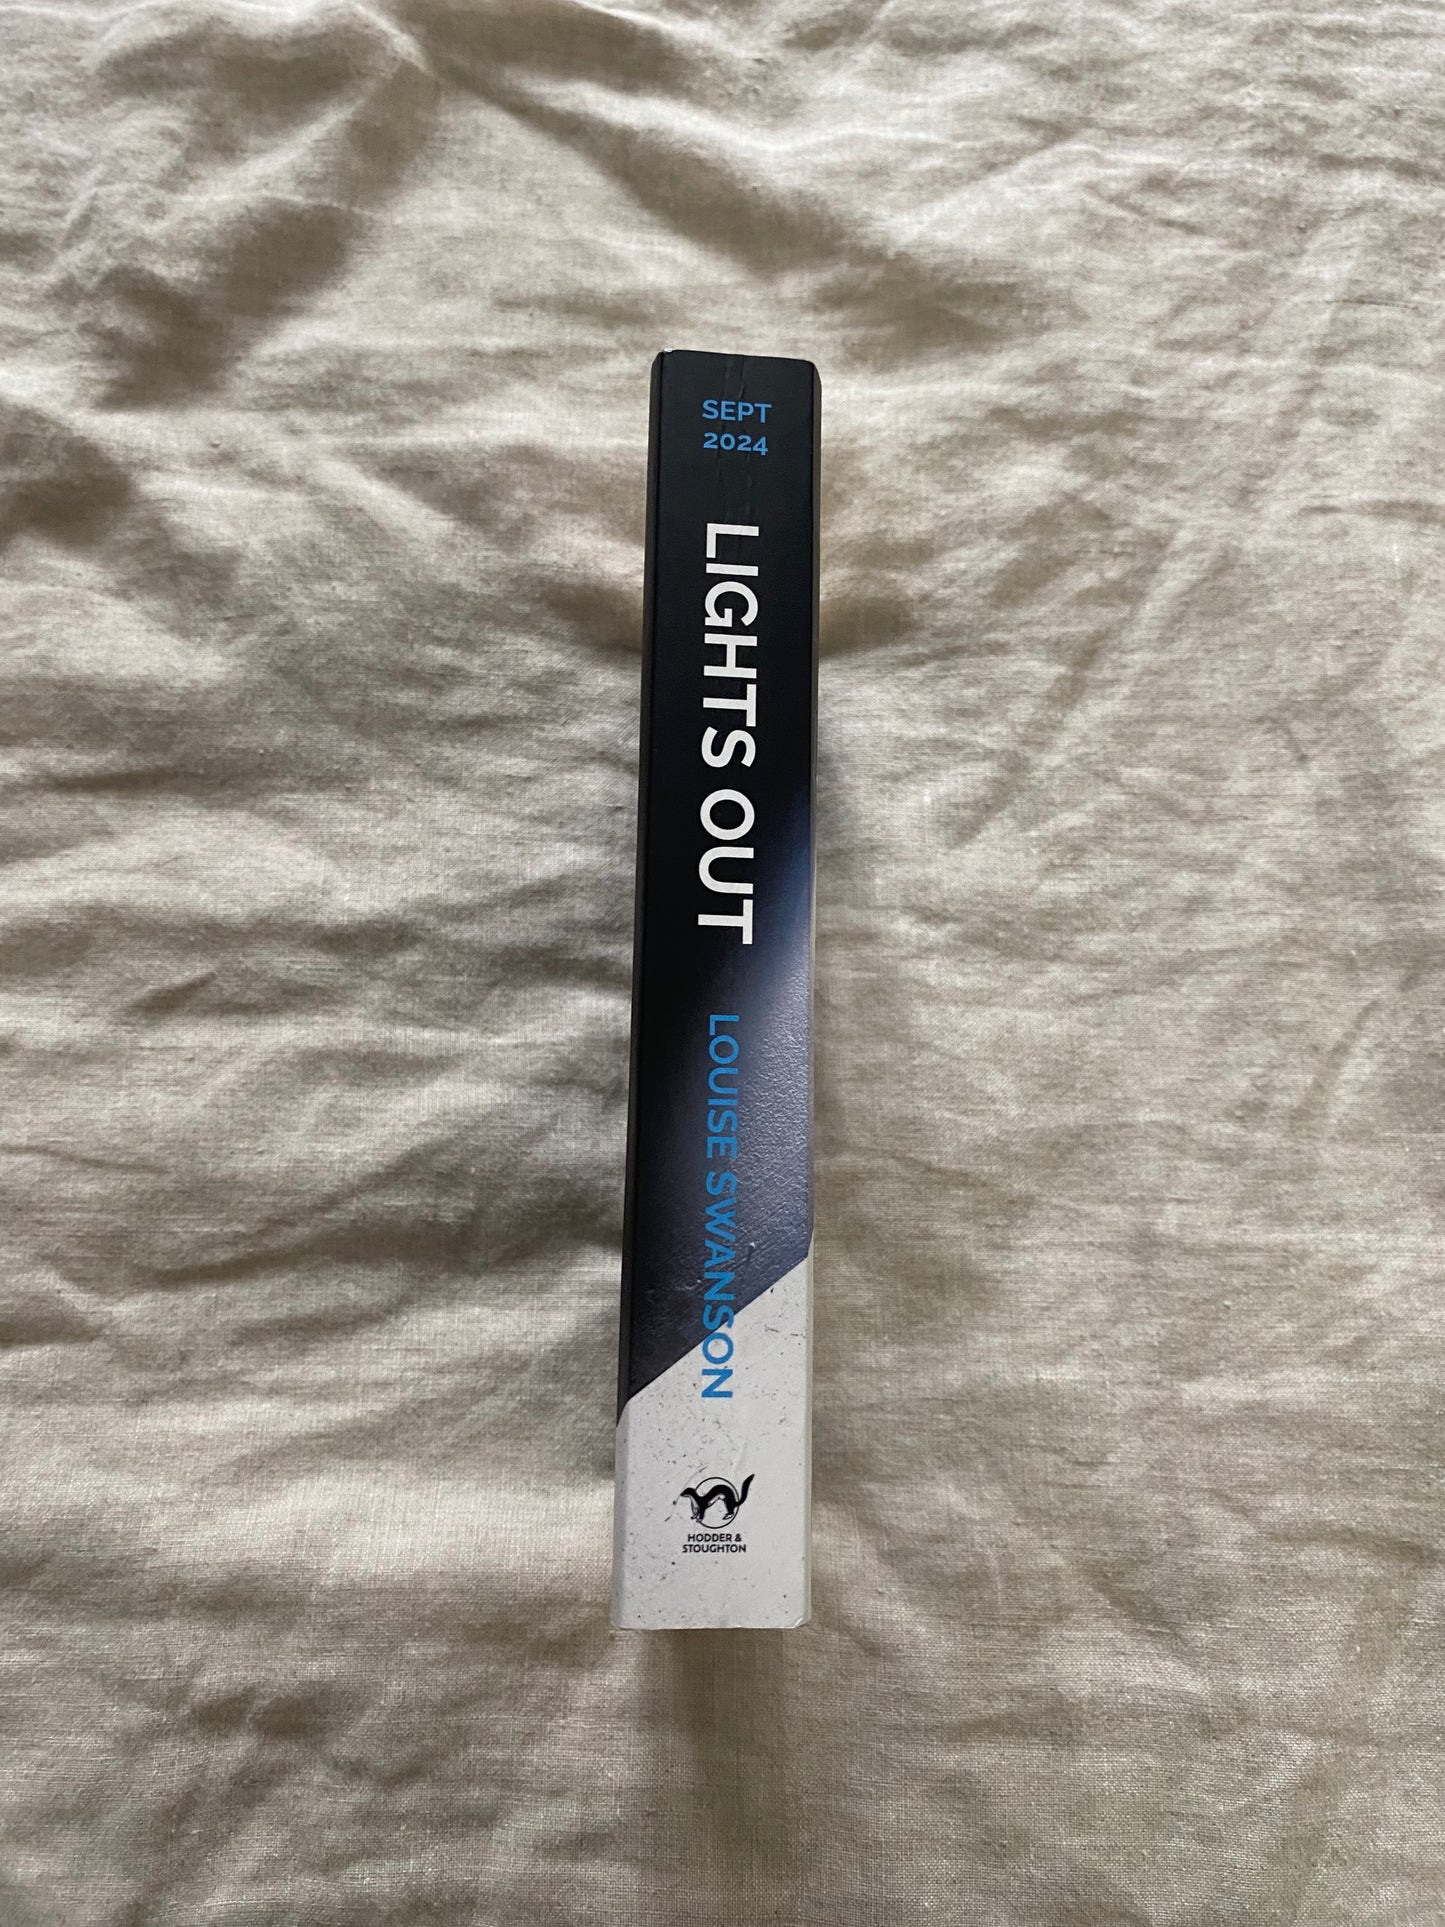 SEPT
2024
LIGHTS OUT
LOUISE SWANSON
HODDER &
STOUGHTON